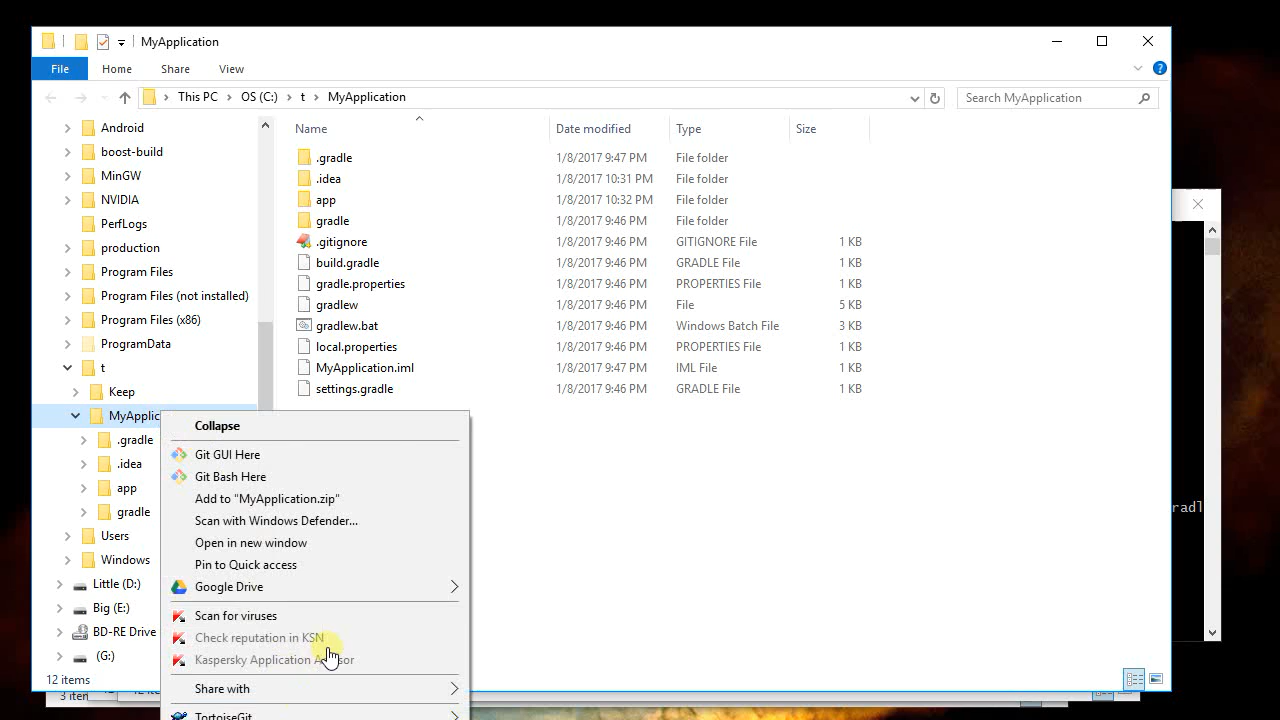 MyApplication
File Home Share View
This PC OS (C:) t MyApplication Search MyApplication
Name Date modified Type Size
Android
boost-build
MinGW
NVIDIA
PerfLogs
production
Program Files
Program Files (not installed)
Program Files (x86)
ProgramData
t
Keep
MyApplic
.gradle
.idea
app
gradle
Users
Windows
Little (D:)
Big (E:)
BD-RE Drive
(G:)
.gradle 1/8/2017 9:47 PM File folder
.idea 1/8/2017 10:31 PM File folder
app 1/8/2017 10:32 PM File folder
gradle 1/8/2017 9:46 PM File folder
.gitignore 1/8/2017 9:46 PM GITIGNORE File 1 KB
build.gradle 1/8/2017 9:46 PM GRADLE File 1 KB
gradle.properties 1/8/2017 9:46 PM PROPERTIES File 1 KB
gradlew 1/8/2017 9:46 PM File 5 KB
gradlew.bat 1/8/2017 9:46 PM Windows Batch File 3 KB
local.properties 1/8/2017 9:46 PM PROPERTIES File 1 KB
MyApplication.iml 1/8/2017 9:47 PM IML File 1 KB
settings.gradle 1/8/2017 9:46 PM GRADLE File 1 KB
Collapse
Git GUI Here
Git Bash Here
Add to "MyApplication.zip"
Scan with Windows Defender...
Open in new window
Pin to Quick access
Google Drive
Scan for viruses
Check reputation in KSN
Kaspersky Application
Share with
TortoiseGit
radl
12 items
3 item